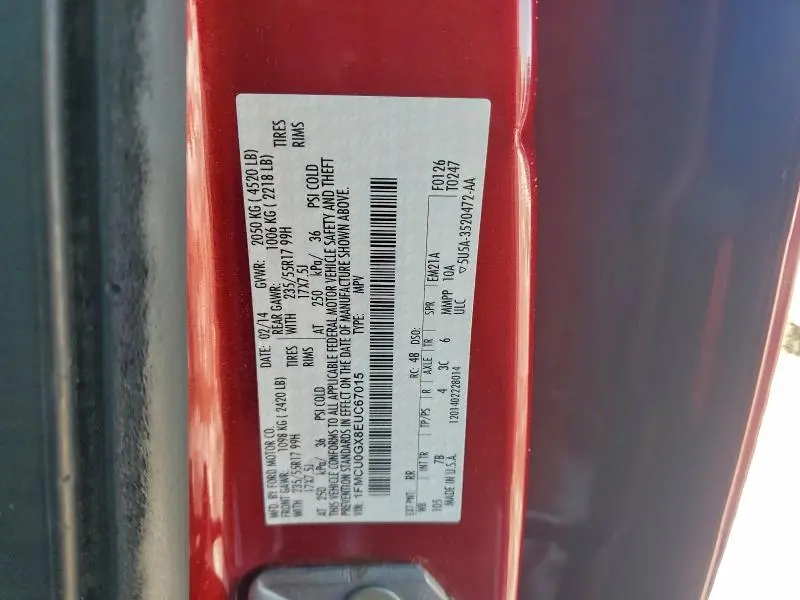 MFD. BY FORD MOTOR CO.
DATE: 02/14 GVWR: 2050 KG ( 4520 LB)
FRONT GAWR: 1098 KG (2420 LB) REAR GAWR: 1006 KG ( 2218 LB)
WITH 235/55R17 99H TIRES WITH 235/55R17 99H TIRES
17X7.5J RIMS 17X7.5J RIMS
AT 250 kPa/ 36 PSI COLD AT 250 kPa/ 36 PSI COLD
THIS VEHICLE CONFORMS TO ALL APPLICABLE FEDERAL MOTOR VEHICLE SAFETY AND THEFT
PREVENTION STANDARDS IN EFFECT ON THE DATE OF MANUFACTURE SHOWN ABOVE.
VIN: 1FMCU0GX8EUC67015 TYPE: MPV
F0126
T0247
EXT PNT: RR RC: 48 DSO:
WB INT TR TP/PS R AXLE TR SPR EM21A
105 7B 4 3C 6 MMPP 10A
MADE IN U.S.A. ULC
1201402228014
▽5U5A-3520472-AA